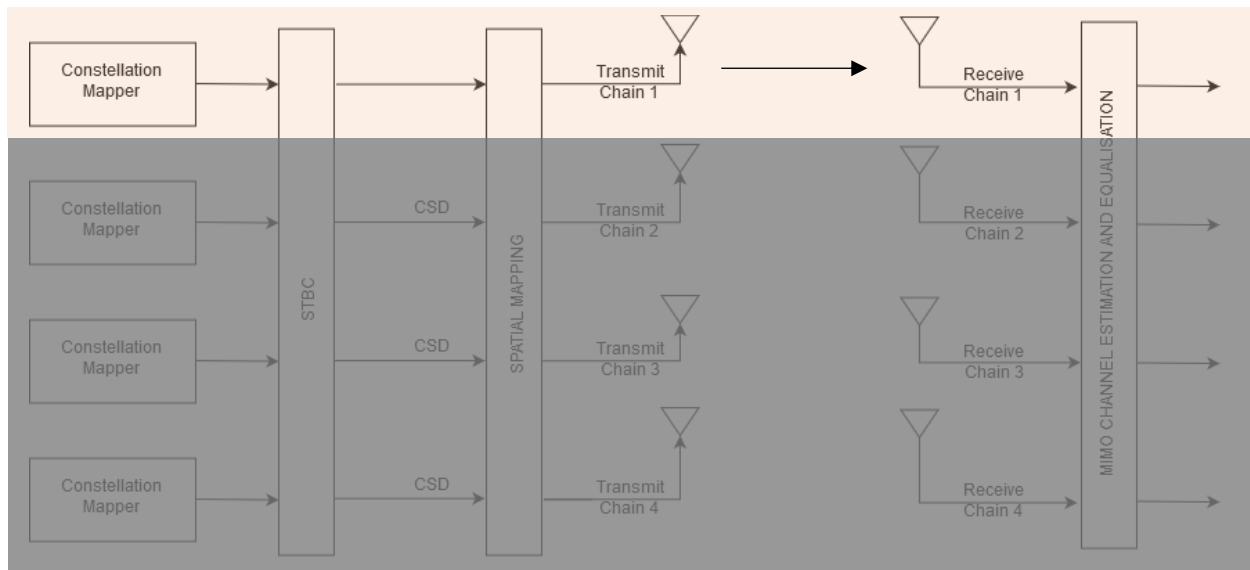 Constellation
Mapper
Transmit
Chain 1
Receive
Chain 1
Constellation
Mapper
CSD
Transmit
Chain 2
Receive
Chain 2
STBC
SPATIAL MAPPING
MIMO CHANNEL ESTIMATION AND EQUALISATION
Constellation
Mapper
CSD
Transmit
Chain 3
Receive
Chain 3
Constellation
Mapper
CSD
Transmit
Chain 4
Receive
Chain 4